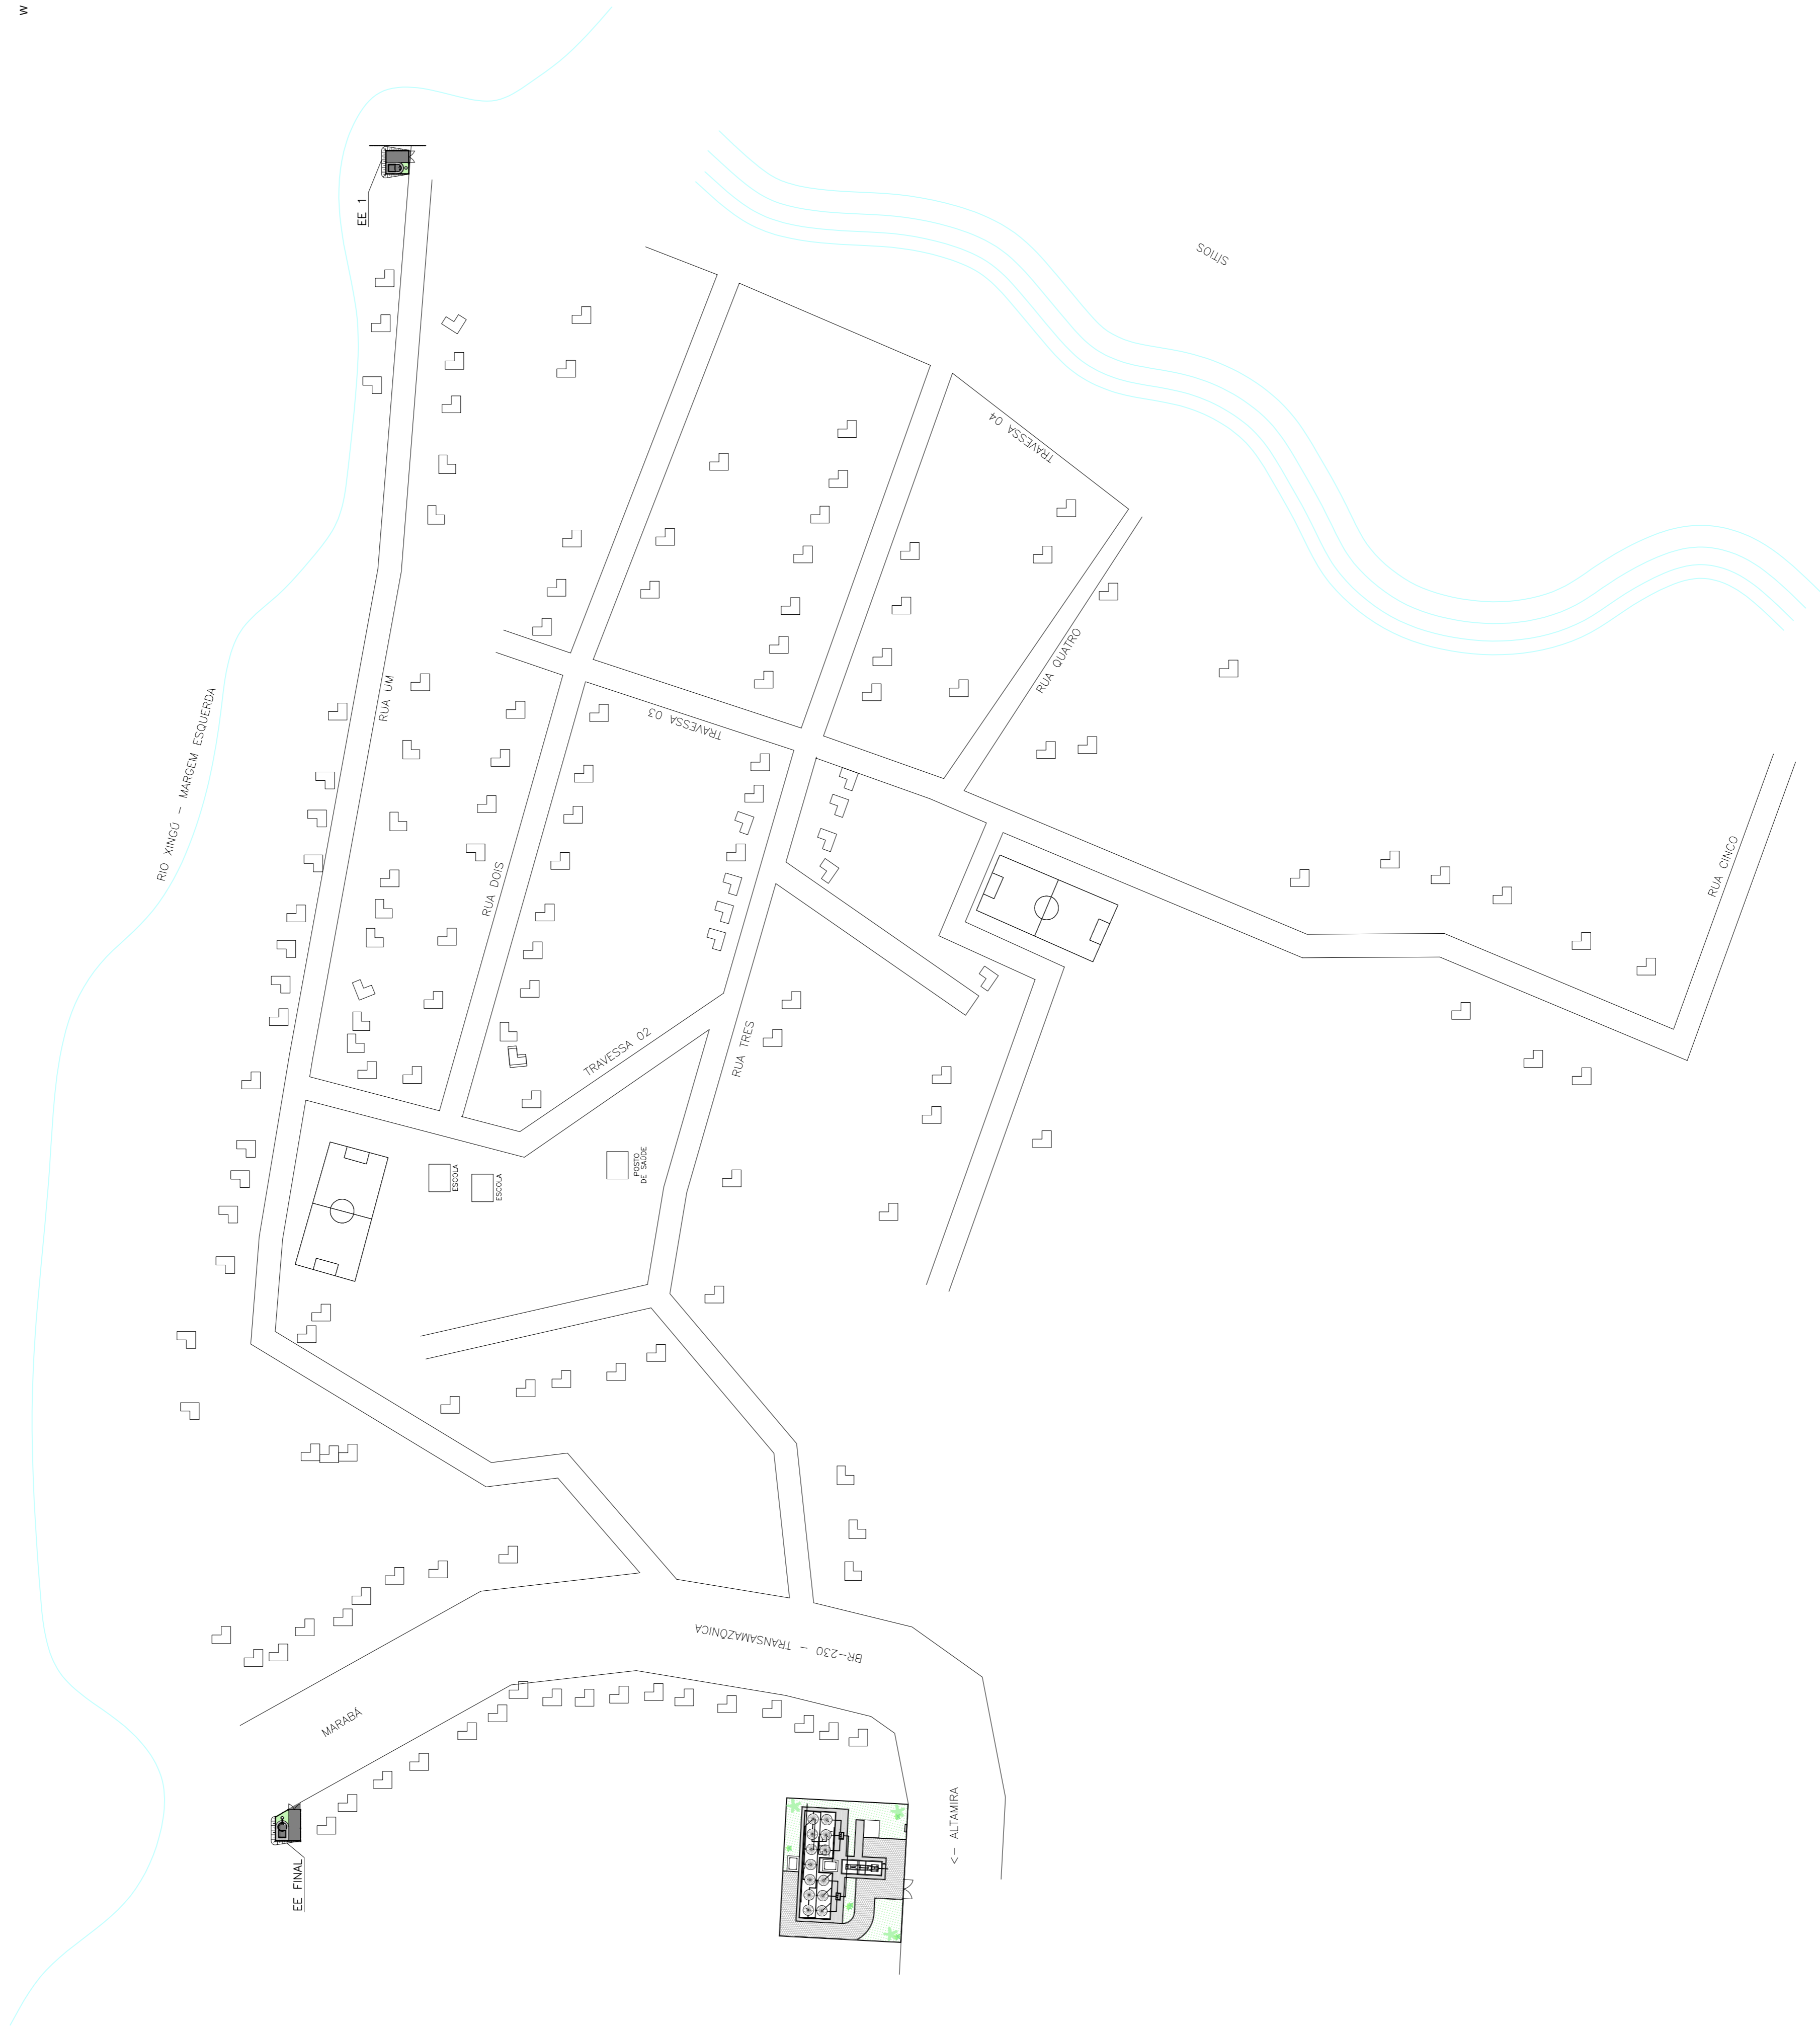 W
EE 1
SITIOS
TRAVESSA 04
RUA QUATRO
RUA UM
TRAVESSA 03
RIO XINGÚ - MARGEM ESQUERDA
RUA DOIS
RUA CINCO
TRAVESSA 02
RUA TRES
ESCOLA
ESCOLA
POSTO
DE SAÚDE
BR-230 - TRANSAMAZÔNICA
MARABÁ
<- ALTAMIRA
EE FINAL